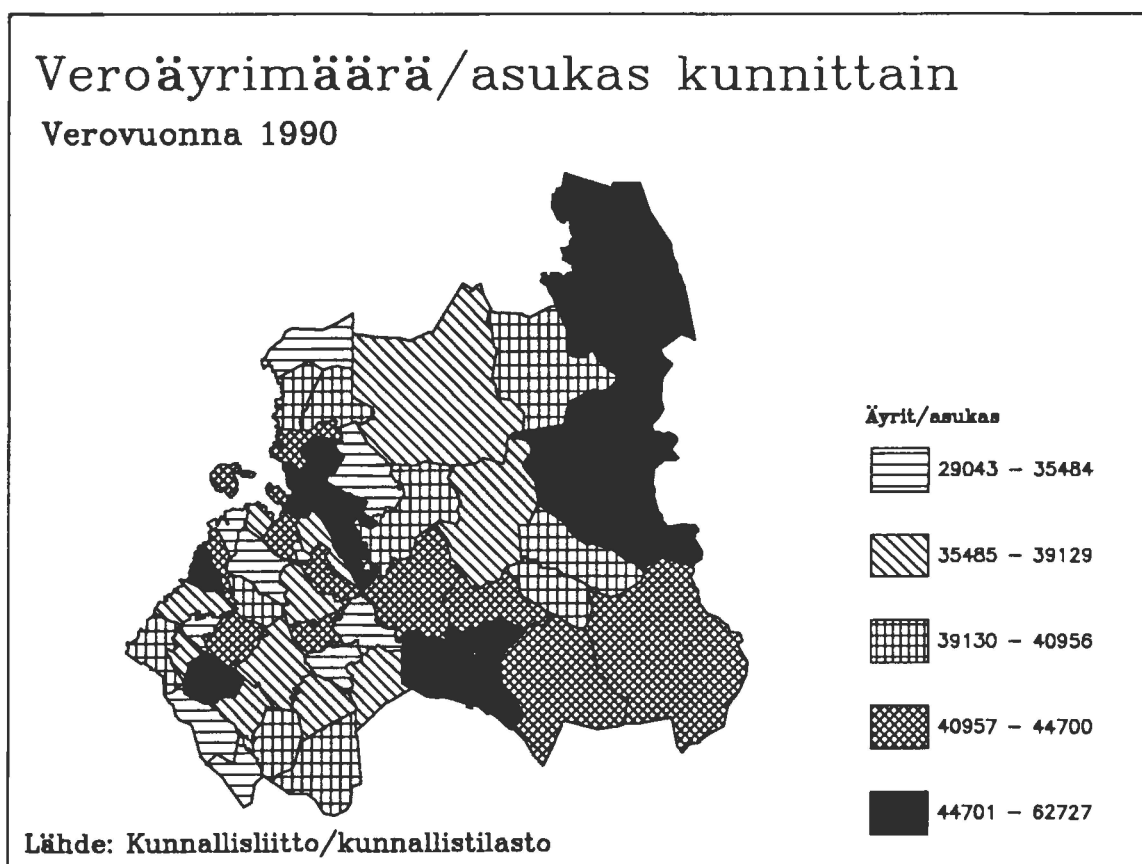 Veroäyrimäärä/asukas kunnittain
Verovuonna 1990
Äyrit/asukas
29043 - 35484
35485 - 39129
39130 - 40956
40957 - 44700
44701 - 62727
Lähde: Kunnallisliitto/kunnallistilasto